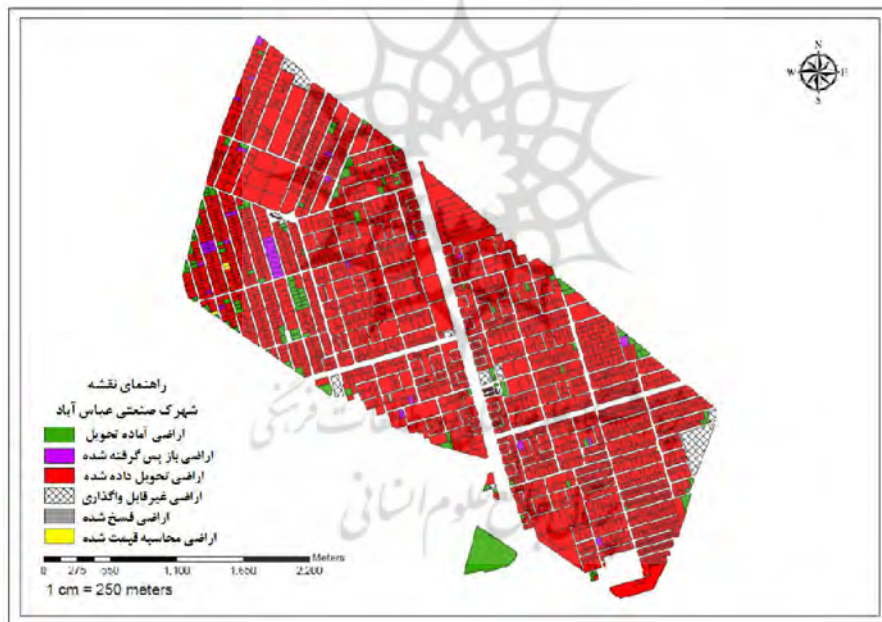 N
W E
S
راهنمای نقشه
شهرک صنعتی عباس آباد
اراضی آماده تحویل
اراضی باز پس گرفته شده
اراضی تحویل داده شده
اراضی غیرقابل واگذاری
اراضی فسخ شده
اراضی محاسبه قیمت شده
Meters
0 275 550 1,100 1,650 2,200
1 cm = 250 meters